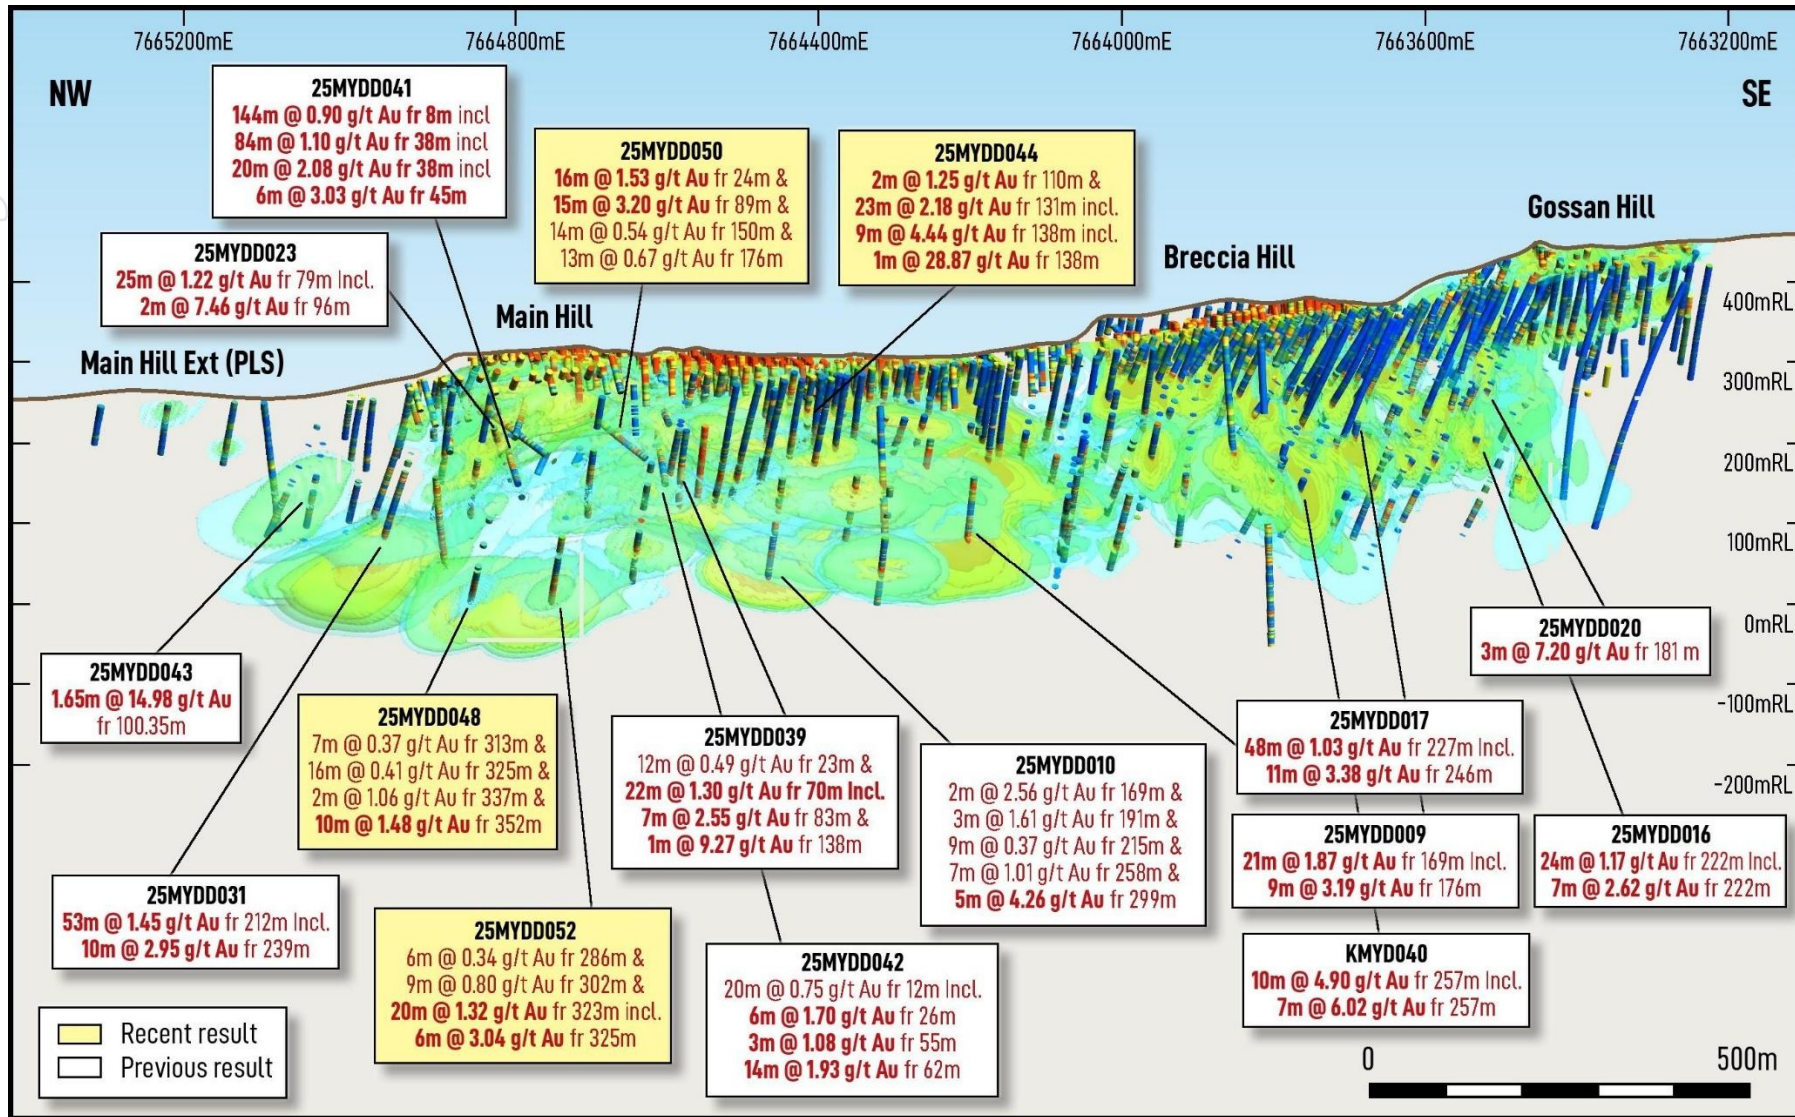 7665200mE
7664800mE
7664400mE
7664000mE
7663600mE
7663200mE
NW
SE
25MYDD041
144m @ 0.90 g/t Au fr 8m incl
84m @ 1.10 g/t Au fr 38m incl
20m @ 2.08 g/t Au fr 38m incl
6m @ 3.03 g/t Au fr 45m
25MYDD050
16m @ 1.53 g/t Au fr 24m &
15m @ 3.20 g/t Au fr 89m &
14m @ 0.54 g/t Au fr 150m &
13m @ 0.67 g/t Au fr 176m
25MYDD044
2m @ 1.25 g/t Au fr 110m &
23m @ 2.18 g/t Au fr 131m incl.
9m @ 4.44 g/t Au fr 138m incl.
1m @ 28.87 g/t Au fr 138m
25MYDD023
25m @ 1.22 g/t Au fr 79m Incl.
2m @ 7.46 g/t Au fr 96m
Gossan Hill
Breccia Hill
Main Hill
Main Hill Ext (PLS)
400mRL
300mRL
200mRL
100mRL
0mRL
-100mRL
-200mRL
25MYDD043
1.65m @ 14.98 g/t Au
fr 100.35m
25MYDD020
3m @ 7.20 g/t Au fr 181 m
25MYDD048
7m @ 0.37 g/t Au fr 313m &
16m @ 0.41 g/t Au fr 325m &
2m @ 1.06 g/t Au fr 337m &
10m @ 1.48 g/t Au fr 352m
25MYDD039
12m @ 0.49 g/t Au fr 23m &
22m @ 1.30 g/t Au fr 70m Incl.
7m @ 2.55 g/t Au fr 83m &
1m @ 9.27 g/t Au fr 138m
25MYDD010
2m @ 2.56 g/t Au fr 169m &
3m @ 1.61 g/t Au fr 191m &
9m @ 0.37 g/t Au fr 215m &
7m @ 1.01 g/t Au fr 258m &
5m @ 4.26 g/t Au fr 299m
25MYDD017
48m @ 1.03 g/t Au fr 227m Incl.
11m @ 3.38 g/t Au fr 246m
25MYDD009
21m @ 1.87 g/t Au fr 169m Incl.
9m @ 3.19 g/t Au fr 176m
25MYDD016
24m @ 1.17 g/t Au fr 222m Incl.
7m @ 2.62 g/t Au fr 222m
25MYDD031
53m @ 1.45 g/t Au fr 212m Incl.
10m @ 2.95 g/t Au fr 239m
25MYDD052
6m @ 0.34 g/t Au fr 286m &
9m @ 0.80 g/t Au fr 302m &
20m @ 1.32 g/t Au fr 323m incl.
6m @ 3.04 g/t Au fr 325m
25MYDD042
20m @ 0.75 g/t Au fr 12m Incl.
6m @ 1.70 g/t Au fr 26m
3m @ 1.08 g/t Au fr 55m
14m @ 1.93 g/t Au fr 62m
KMYD040
10m @ 4.90 g/t Au fr 257m Incl.
7m @ 6.02 g/t Au fr 257m
Recent result
Previous result
0
500m